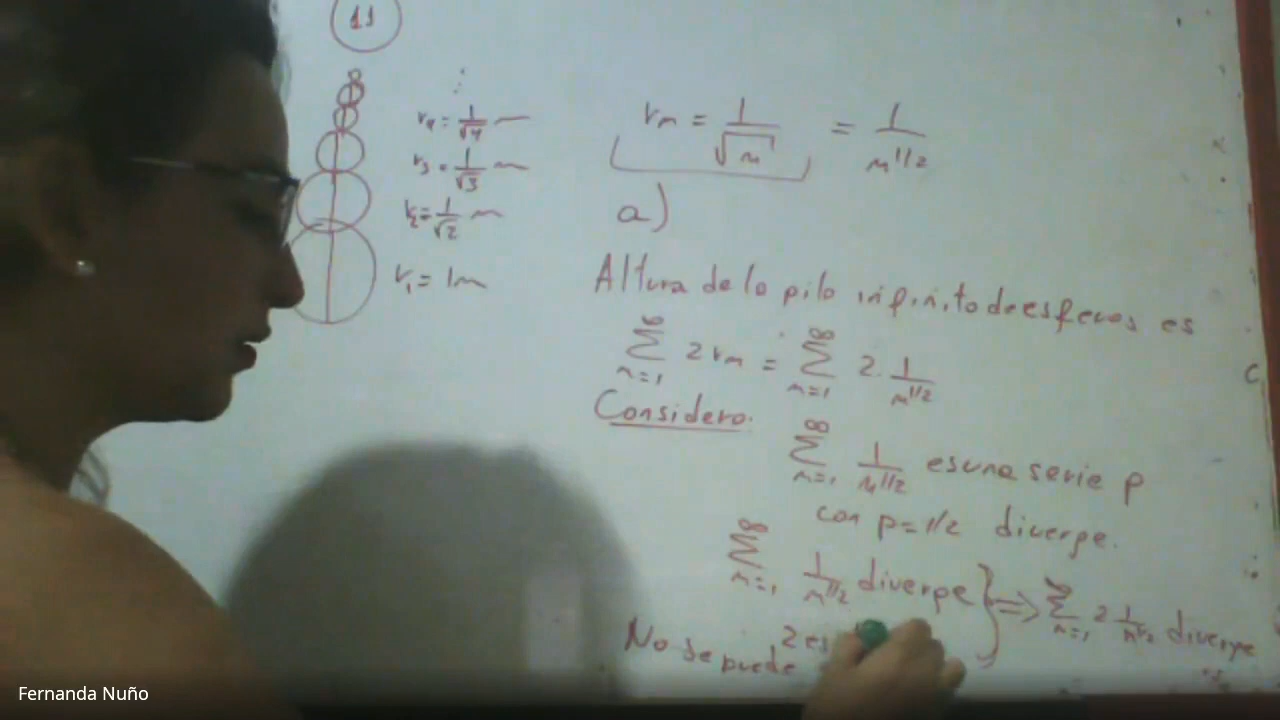 11
r₄ = 1/√4 m
r₃ = 1/√3 m
r₂ = 1/√2 m
r₁ = 1m
rₙ = 1/√n = 1/n^1/2
a)
Altura de la pila infinita de esferas es
∑_{n=1}^∞ 2rₙ = ∑_{n=1}^∞ 2·1/n^1/2
Considero.
∑_{n=1}^∞ 1/n^1/2 es una serie p
con p=1/2 diverge.
∑_{n=1}^∞ 1/n^1/2 diverge } ⇒ ∑_{n=1}^∞ 2 1/n^1/2 diverge
2 es
No se puede
Fernanda Nuño